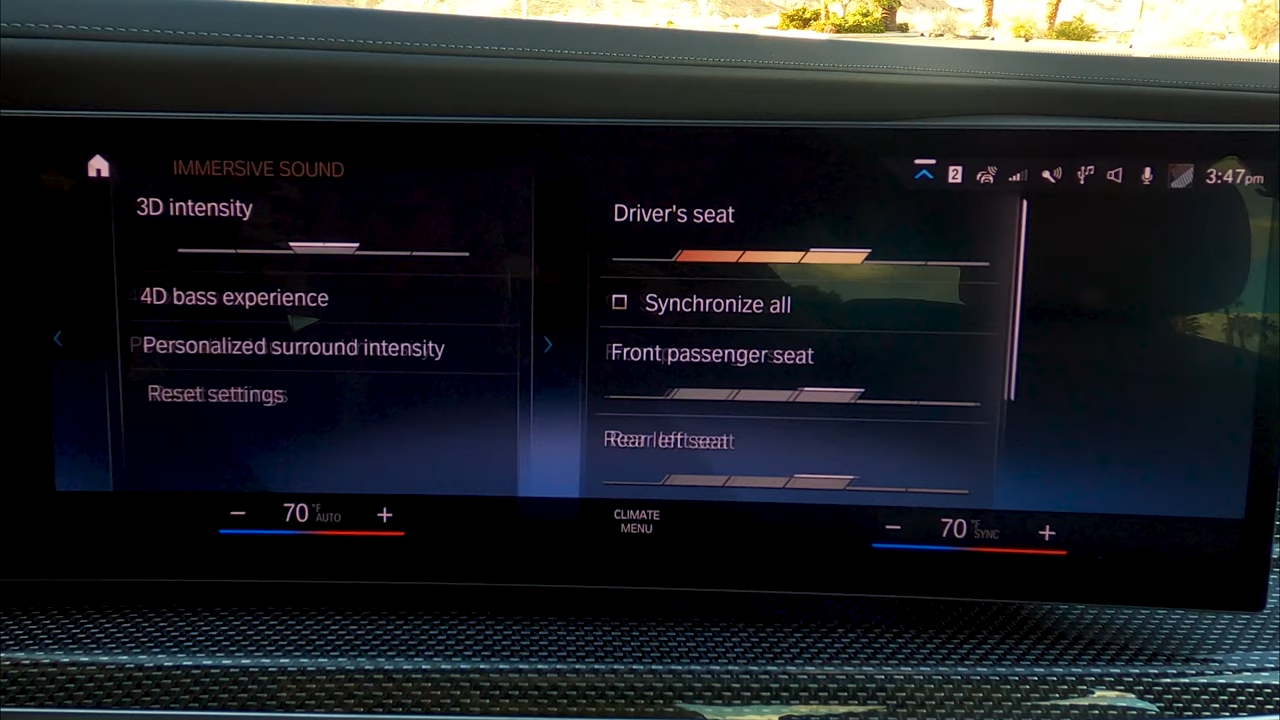 IMMERSIVE SOUND
2
3:47pm
3D intensity
4D bass experience
Personalized surround intensity
Reset settings
Driver's seat
Synchronize all
Front passenger seat
Rear left seat
− 70 °F AUTO +
CLIMATE
MENU
− 70 °F SYNC +